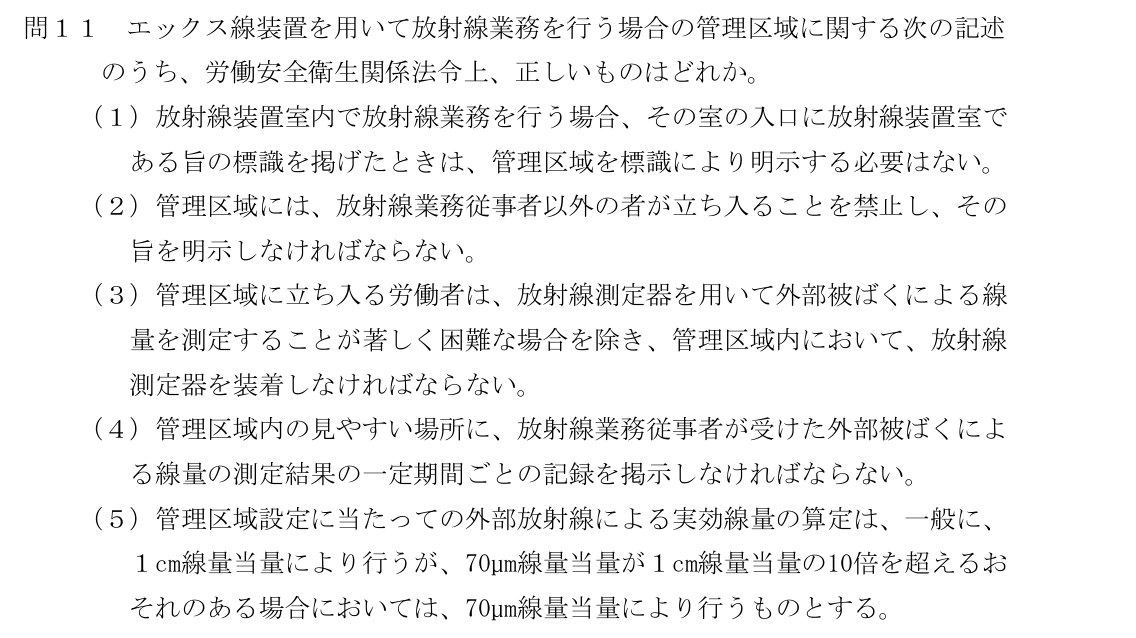 問１１　エックス線装置を用いて放射線業務を行う場合の管理区域に関する次の記述
のうち、労働安全衛生関係法令上、正しいものはどれか。
（１）放射線装置室内で放射線業務を行う場合、その室の入口に放射線装置室で
ある旨の標識を掲げたときは、管理区域を標識により明示する必要はない。
（２）管理区域には、放射線業務従事者以外の者が立ち入ることを禁止し、その
旨を明示しなければならない。
（３）管理区域に立ち入る労働者は、放射線測定器を用いて外部被ばくによる線
量を測定することが著しく困難な場合を除き、管理区域内において、放射線
測定器を装着しなければならない。
（４）管理区域内の見やすい場所に、放射線業務従事者が受けた外部被ばくによ
る線量の測定結果の一定期間ごとの記録を掲示しなければならない。
（５）管理区域設定に当たっての外部放射線による実効線量の算定は、一般に、
１cm線量当量により行うが、70µm線量当量が１cm線量当量の10倍を超えるお
それのある場合においては、70µm線量当量により行うものとする。